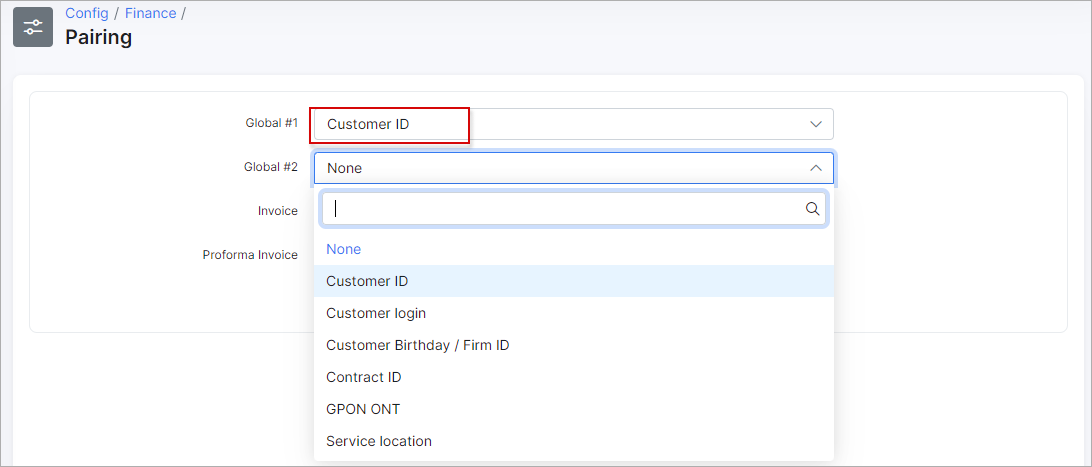 Config / Finance /
Pairing
Global #1
Customer ID
Global #2
None
Invoice
Proforma Invoice
None
Customer ID
Customer login
Customer Birthday / Firm ID
Contract ID
GPON ONT
Service location